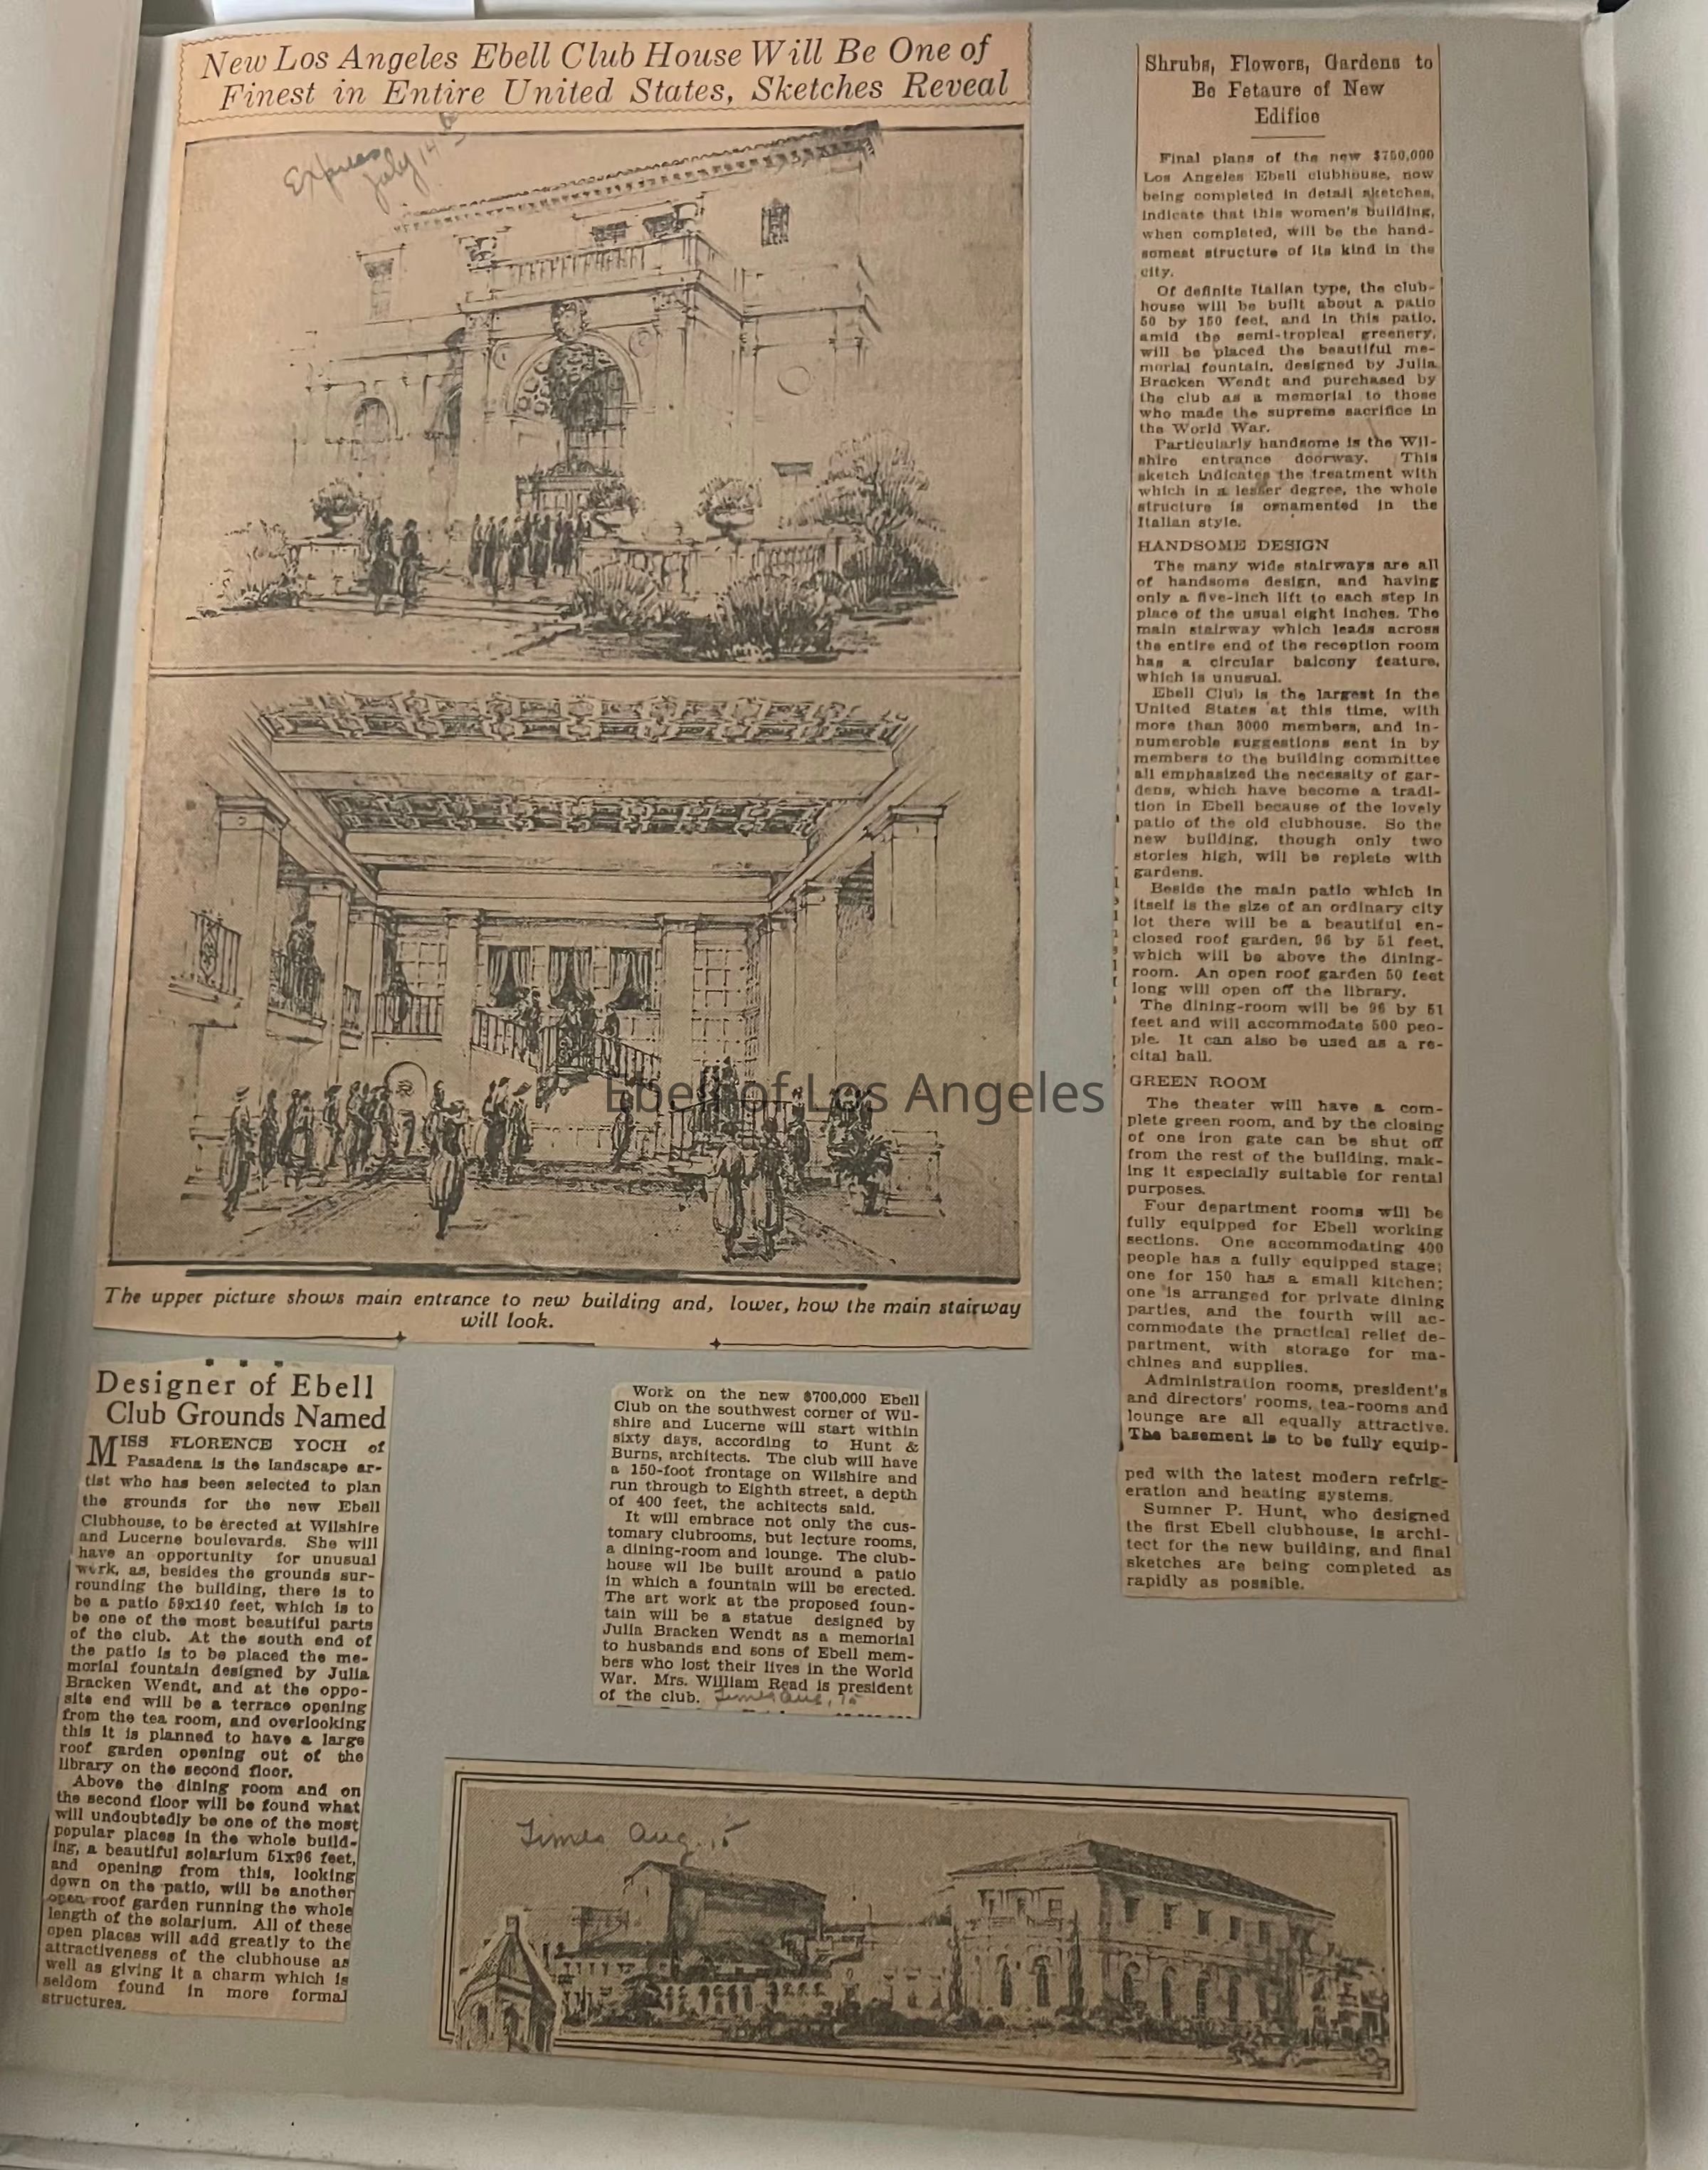 New Los Angeles Ebell Club House Will Be One of
Finest in Entire United States, Sketches Reveal
Express
July 14
The upper picture shows main entrance to new building and, lower, how the main stairway
will look.
Shrubs, Flowers, Gardens to
Be Fetaure of New
Edifice
Final plans of the new $750,000
Los Angeles Ebell clubhouse, now
being completed in detail sketches,
indicate that this women's building,
when completed, will be the hand-
somest structure of its kind in the
city.
Of definite Italian type, the club-
house will be built about a patio
50 by 150 feet, and in this patio,
amid the semi-tropical greenery,
will be placed the beautiful me-
morial fountain, designed by Julia
Bracken Wendt and purchased by
the club as a memorial to those
who made the supreme sacrifice in
the World War.
Particularly handsome is the Wil-
shire entrance doorway. This
sketch indicates the treatment with
which in a lesser degree, the whole
structure is ornamented in the
Italian style.
HANDSOME DESIGN
The many wide stairways are all
of handsome design, and having
only a five-inch lift to each step in
place of the usual eight inches. The
main stairway which leads across
the entire end of the reception room
has a circular balcony feature,
which is unusual.
Ebell Club is the largest in the
United States at this time, with
more than 3000 members, and in-
numeroble suggestions sent in by
members to the building committee
all emphasized the necessity of gar-
dens, which have become a tradi-
tion in Ebell because of the lovely
patio of the old clubhouse. So the
new building, though only two
stories high, will be replete with
gardens.
Beside the main patio which in
itself is the size of an ordinary city
lot there will be a beautiful en-
closed roof garden, 96 by 51 feet,
which will be above the dining-
room. An open roof garden 50 feet
long will open off the library.
The dining-room will be 96 by 51
feet and will accommodate 500 peo-
ple. It can also be used as a re-
cital hall.
GREEN ROOM
The theater will have a com-
plete green room, and by the closing
of one iron gate can be shut off
from the rest of the building, mak-
ing it especially suitable for rental
purposes.
Four department rooms will be
fully equipped for Ebell working
sections. One accommodating 400
people has a fully equipped stage;
one for 150 has a small kitchen;
one is arranged for private dining
parties, and the fourth will ac-
commodate the practical relief de-
partment, with storage for ma-
chines and supplies.
Administration rooms, president's
and directors' rooms, tea-rooms and
lounge are all equally attractive.
The basement is to be fully equip-
ped with the latest modern refrig-
eration and heating systems.
Sumner P. Hunt, who designed
the first Ebell clubhouse, is archi-
tect for the new building, and final
sketches are being completed as
rapidly as possible.
Ebell of Los Angeles
Designer of Ebell
Club Grounds Named
MISS FLORENCE YOCH of
Pasadena is the landscape ar-
tist who has been selected to plan
the grounds for the new Ebell
Clubhouse, to be erected at Wilshire
and Lucerne boulevards. She will
have an opportunity for unusual
work, as, besides the grounds sur-
rounding the building, there is to
be a patio 59x140 feet, which is to
be one of the most beautiful parts
of the club. At the south end of
the patio is to be placed the me-
morial fountain designed by Julia
Bracken Wendt, and at the oppo-
site end will be a terrace opening
from the tea room, and overlooking
this it is planned to have a large
roof garden opening out of the
library on the second floor.
Above the dining room and on
the second floor will be found what
will undoubtedly be one of the most
popular places in the whole build-
ing, a beautiful solarium 51x96 feet,
and opening from this, looking
down on the patio, will be another
open roof garden running the whole
length of the solarium. All of these
open places will add greatly to the
attractiveness of the clubhouse as
well as giving it a charm which is
seldom found in more formal
structures.
Work on the new $700,000 Ebell
Club on the southwest corner of Wil-
shire and Lucerne will start within
sixty days, according to Hunt &
Burns, architects. The club will have
a 150-foot frontage on Wilshire and
run through to Eighth street, a depth
of 400 feet, the achitects said.
It will embrace not only the cus-
tomary clubrooms, but lecture rooms,
a dining-room and lounge. The club-
house wil lbe built around a patio
in which a fountain will be erected.
The art work at the proposed foun-
tain will be a statue designed by
Julia Bracken Wendt as a memorial
to husbands and sons of Ebell mem-
bers who lost their lives in the World
War. Mrs. William Read is president
of the club. Times Aug. 15
Times Aug. 15